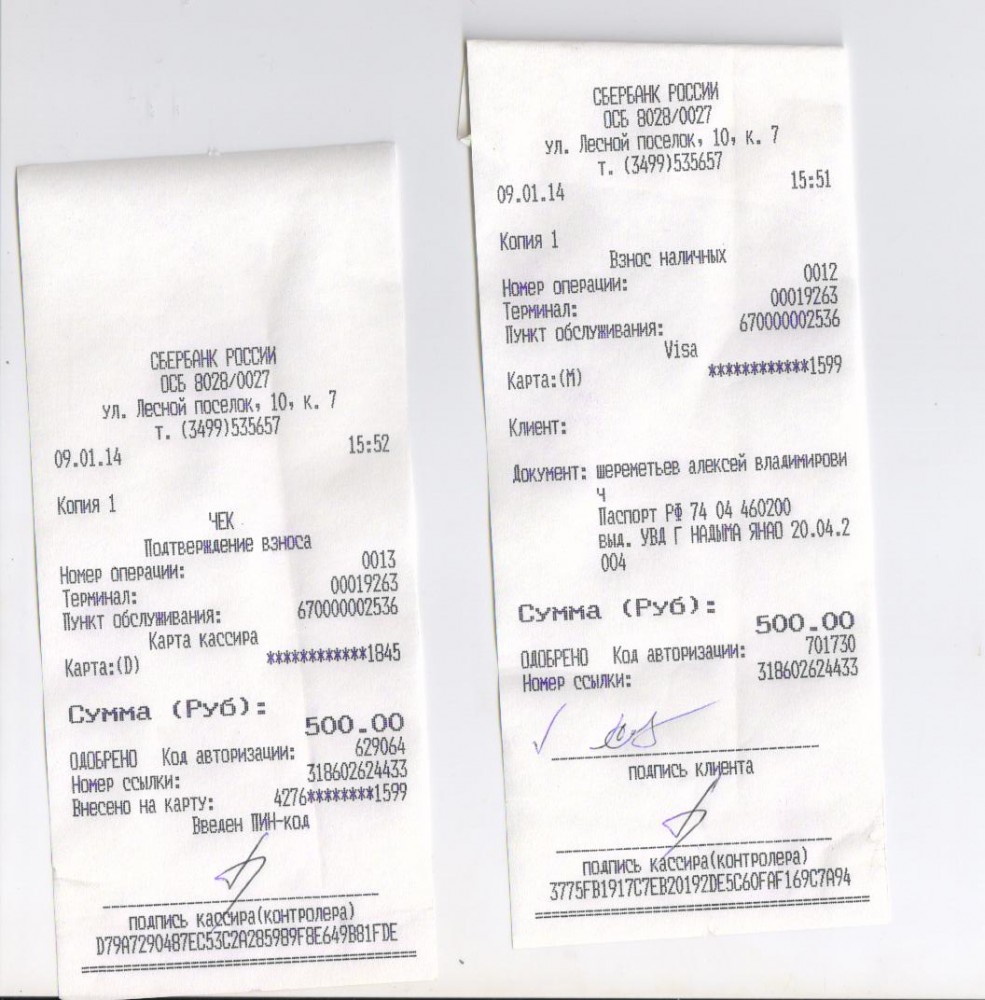 СБЕРБАНК РОССИИ
ОСБ 8028/0027
ул. Лесной поселок, 10, к. 7
т. (3499)535657
09.01.14 15:52
Копия 1
ЧЕК
Подтверждение взноса
Номер операции: 0013
Терминал: 00019263
Пункт обслуживания: 670000002536
Карта кассира
Карта:(D) ************1845
Сумма (Руб):
500.00
ОДОБРЕНО Код авторизации: 629064
Номер ссылки: 318602624433
Внесено на карту: 4276********1599
Введен ПИН-код
подпись кассира(контролера)
D79A7290487EC53C2A285989F8E649B81FDE
СБЕРБАНК РОССИИ
ОСБ 8028/0027
ул. Лесной поселок, 10, к. 7
т. (3499)535657
09.01.14 15:51
Копия 1
Взнос наличных
Номер операции: 0012
Терминал: 00019263
Пункт обслуживания: 670000002536
Visa
Карта:(M) ************1599
Клиент:
Документ: шереметьев алексей владимирови
ч
Паспорт РФ 74 04 460200
выд. УВД Г НАДЫМА ЯНАО 20.04.2
004
Сумма (Руб):
500.00
ОДОБРЕНО Код авторизации: 701730
Номер ссылки: 318602624433
подпись клиента
подпись кассира(контролера)
3775FB1917C7EB20192DE5C60FAF169C7A94